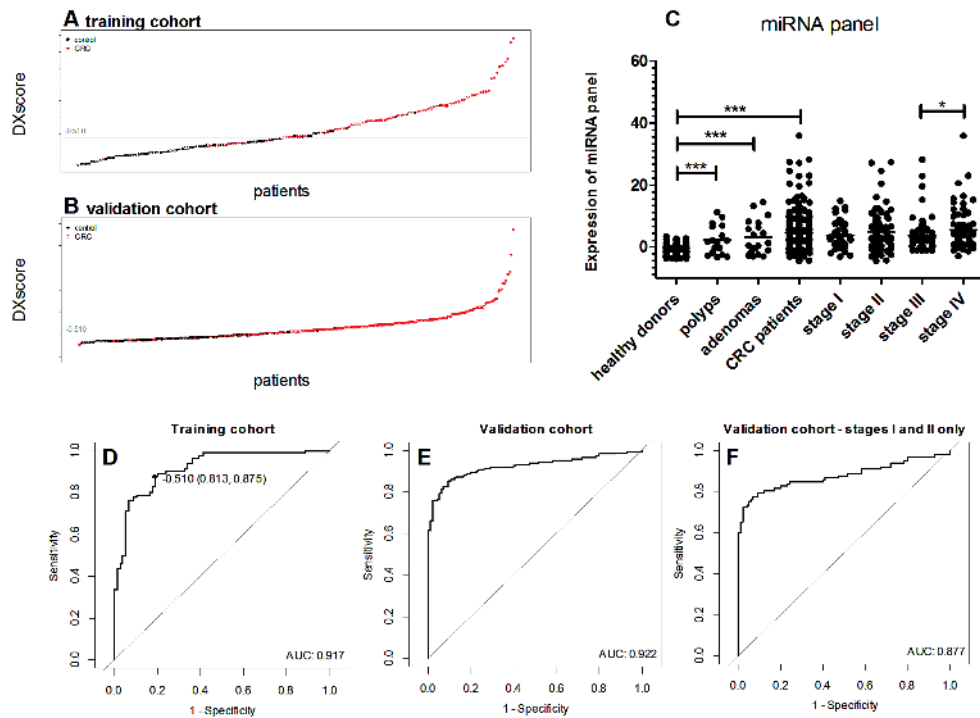 A training cohort
control
CRC
DXscore
-0.510
patients
B validation cohort
control
CRC
DXscore
-0.510
patients
C miRNA panel
Expression of miRNA panel
60
40
20
0
***
***
***
*
healthy donors
polyps
adenomas
CRC patients
stage I
stage II
stage III
stage IV
D Training cohort
Sensitivity
1.0
0.8
0.6
0.4
0.2
0.0
-0.510 (0.813, 0.875)
AUC: 0.917
0.0 0.2 0.4 0.6 0.8 1.0
1 - Specificity
E Validation cohort
Sensitivity
1.0
0.8
0.6
0.4
0.2
0.0
AUC: 0.922
0.0 0.2 0.4 0.6 0.8 1.0
1 - Specificity
F Validation cohort - stages I and II only
Sensitivity
1.0
0.8
0.6
0.4
0.2
0.0
AUC: 0.877
0.0 0.2 0.4 0.6 0.8 1.0
1 - Specificity